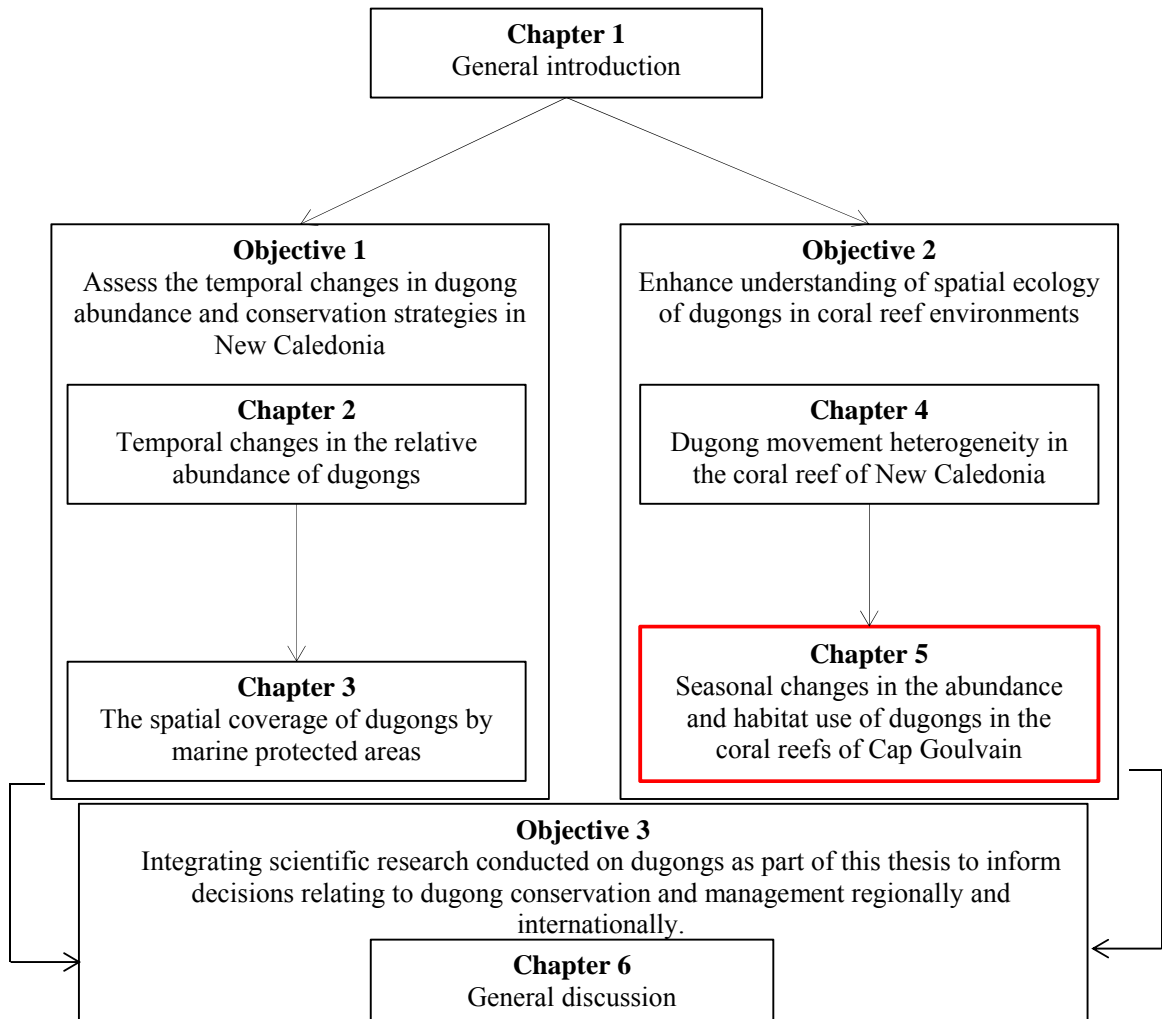 Chapter 1
General introduction
Objective 1
Assess the temporal changes in dugong
abundance and conservation strategies in
New Caledonia
Chapter 2
Temporal changes in the relative
abundance of dugongs
Chapter 3
The spatial coverage of dugongs by
marine protected areas
Objective 2
Enhance understanding of spatial ecology
of dugongs in coral reef environments
Chapter 4
Dugong movement heterogeneity in
the coral reef of New Caledonia
Chapter 5
Seasonal changes in the abundance
and habitat use of dugongs in the
coral reefs of Cap Goulvain
Objective 3
Integrating scientific research conducted on dugongs as part of this thesis to inform
decisions relating to dugong conservation and management regionally and
internationally.
Chapter 6
General discussion